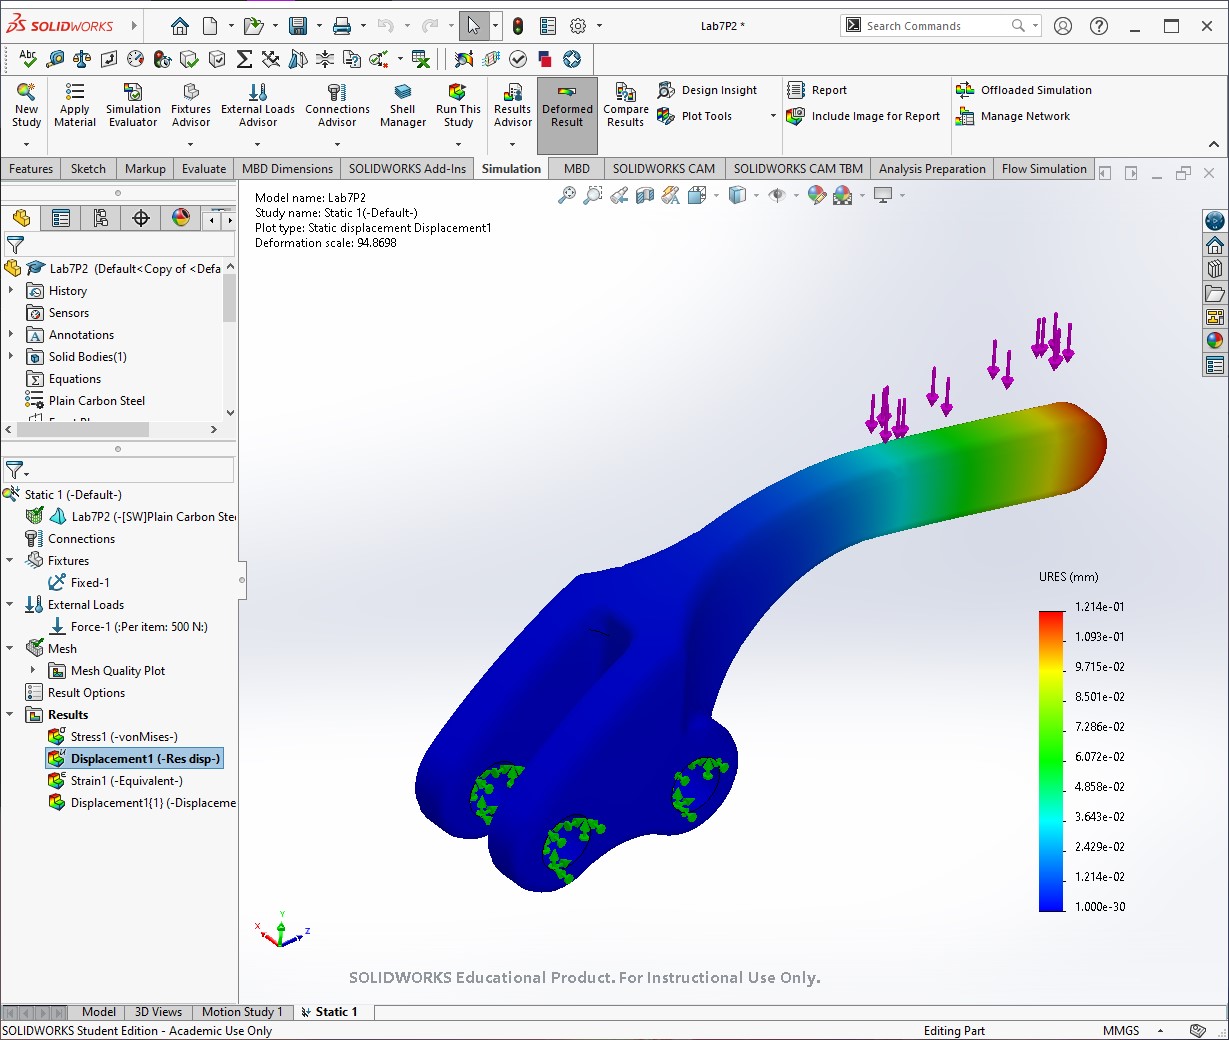 SOLIDWORKS
Lab7P2 *
Search Commands
Abc
New Study
Apply Material
Simulation Evaluator
Fixtures Advisor
External Loads Advisor
Connections Advisor
Shell Manager
Run This Study
Results Advisor
Deformed Result
Compare Results
Design Insight
Plot Tools
Report
Include Image for Report
Offloaded Simulation
Manage Network
Features Sketch Markup Evaluate MBD Dimensions SOLIDWORKS Add-Ins Simulation MBD SOLIDWORKS CAM SOLIDWORKS CAM TBM Analysis Preparation Flow Simulation
Model name: Lab7P2
Study name: Static 1(-Default-)
Plot type: Static displacement Displacement1
Deformation scale: 94.8698
Lab7P2 (Default<Copy of <Defa
History
Sensors
Annotations
Solid Bodies(1)
Equations
Plain Carbon Steel
Static 1 (-Default-)
Lab7P2 (-[SW]Plain Carbon Ste
Connections
Fixtures
Fixed-1
External Loads
Force-1 (:Per item: 500 N:)
Mesh
Mesh Quality Plot
Result Options
Results
Stress1 (-vonMises-)
Displacement1 (-Res disp-)
Strain1 (-Equivalent-)
Displacement1{1} (-Displaceme
URES (mm)
1.214e-01
1.093e-01
9.715e-02
8.501e-02
7.286e-02
6.072e-02
4.858e-02
3.643e-02
2.429e-02
1.214e-02
1.000e-30
Y
X
Z
SOLIDWORKS Educational Product. For Instructional Use Only.
Model 3D Views Motion Study 1 Static 1
SOLIDWORKS Student Edition - Academic Use Only
Editing Part
MMGS